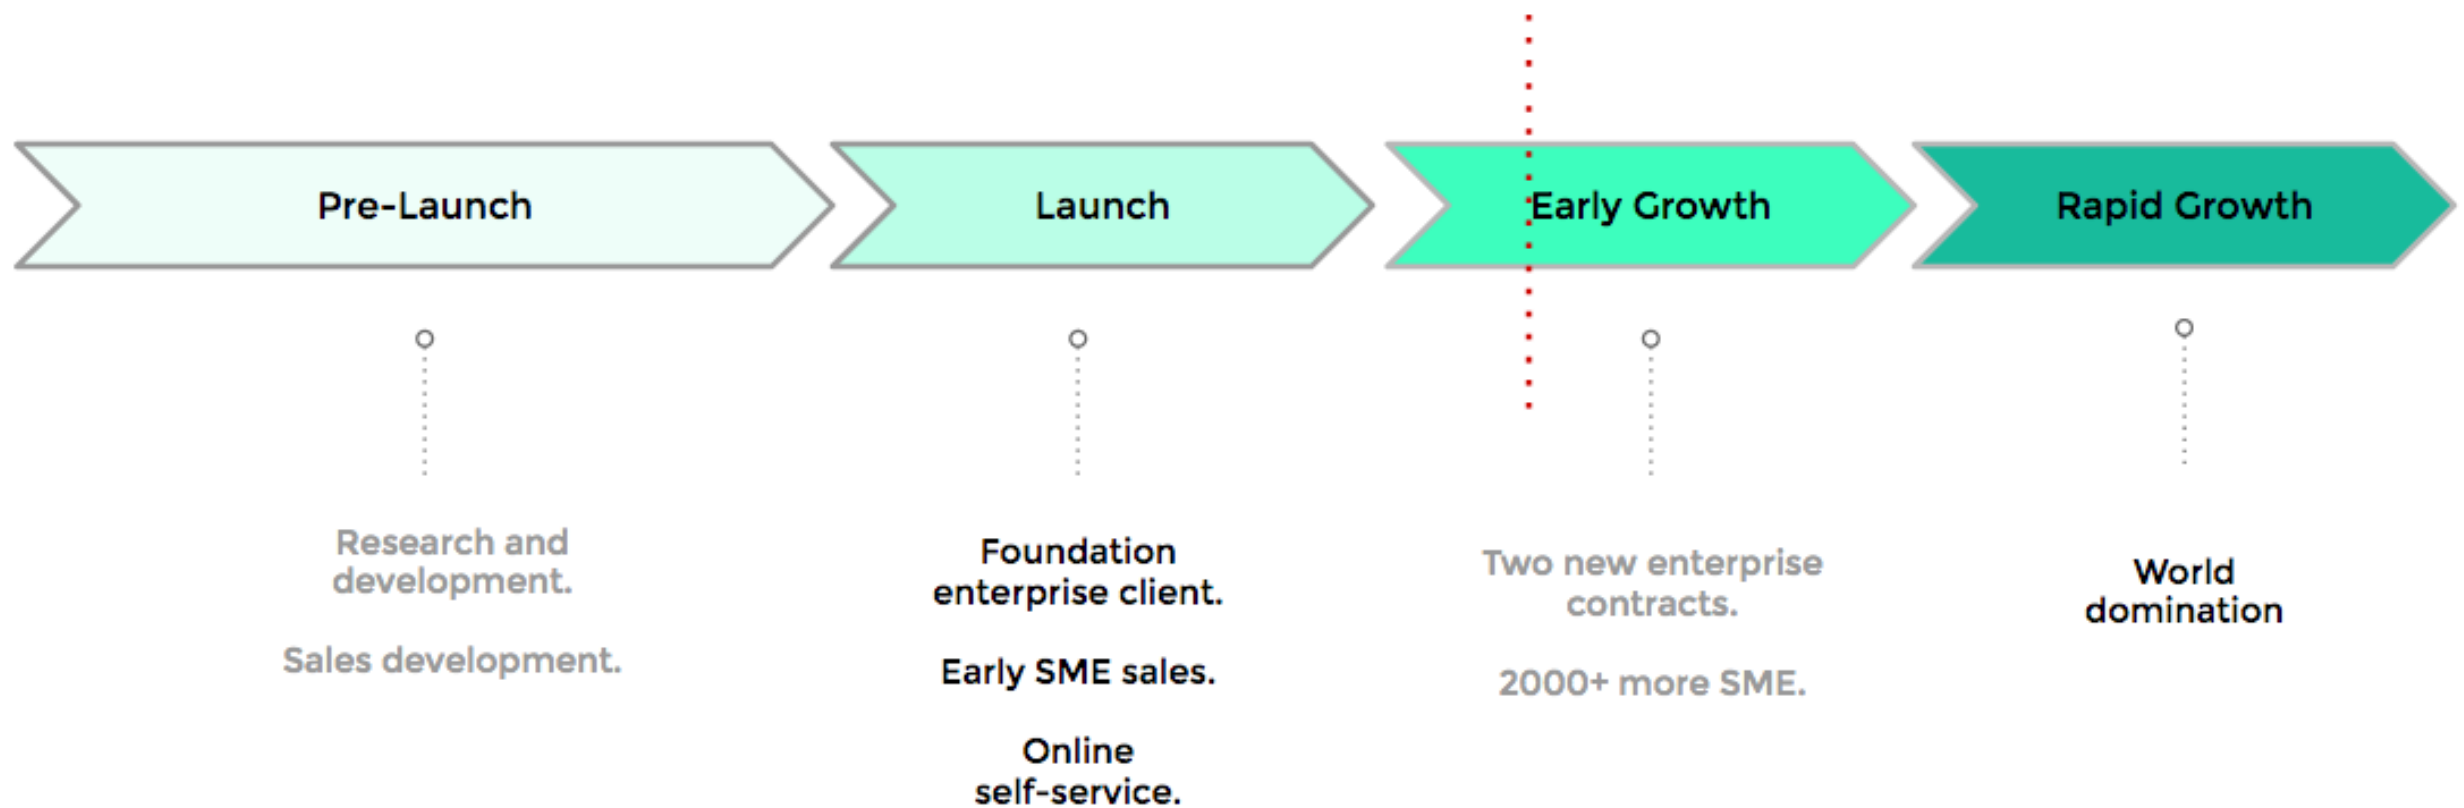 Pre-Launch
Launch
Early Growth
Rapid Growth
Research and
development.
Sales development.
Foundation
enterprise client.
Early SME sales.
Online
self-service.
Two new enterprise
contracts.
2000+ more SME.
World
domination